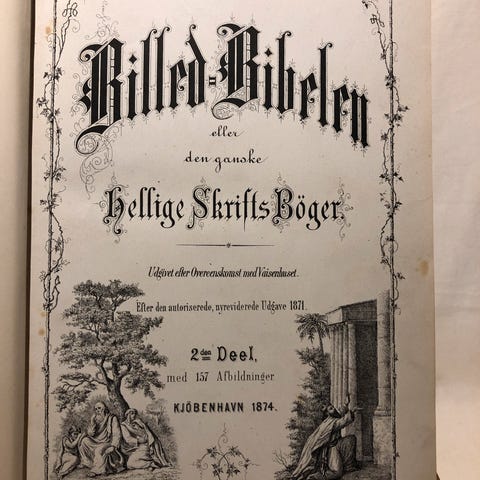 Billed-Bibelen
eller
den ganske
Hellige Skrifts Böger.
Udgivet efter Overeenskomst med Vaisenhuset.
Efter den autoriserede, nyreviderede Udgave 1871.
2den Deel,
med 157 Afbildninger
KJÖBENHAVN 1874.